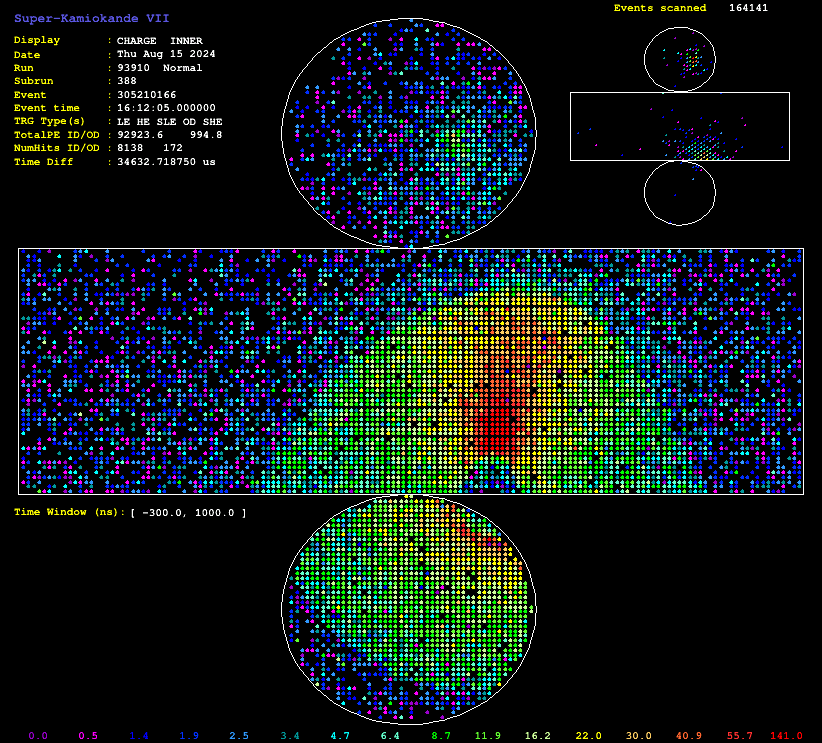 Super-Kamiokande VII
Events scanned 164141
Display : CHARGE INNER
Date : Thu Aug 15 2024
Run : 93910 Normal
Subrun : 388
Event : 305210166
Event time : 16:12:05.000000
TRG Type(s) : LE HE SLE OD SHE
TotalPE ID/OD : 92923.6 994.8
NumHits ID/OD : 8138 172
Time Diff : 34632.718750 us
Time Window (ns): [ -300.0, 1000.0 ]
0.0 0.5 1.4 1.9 2.5 3.4 4.7 6.4 8.7 11.9 16.2 22.0 30.0 40.9 55.7 141.0